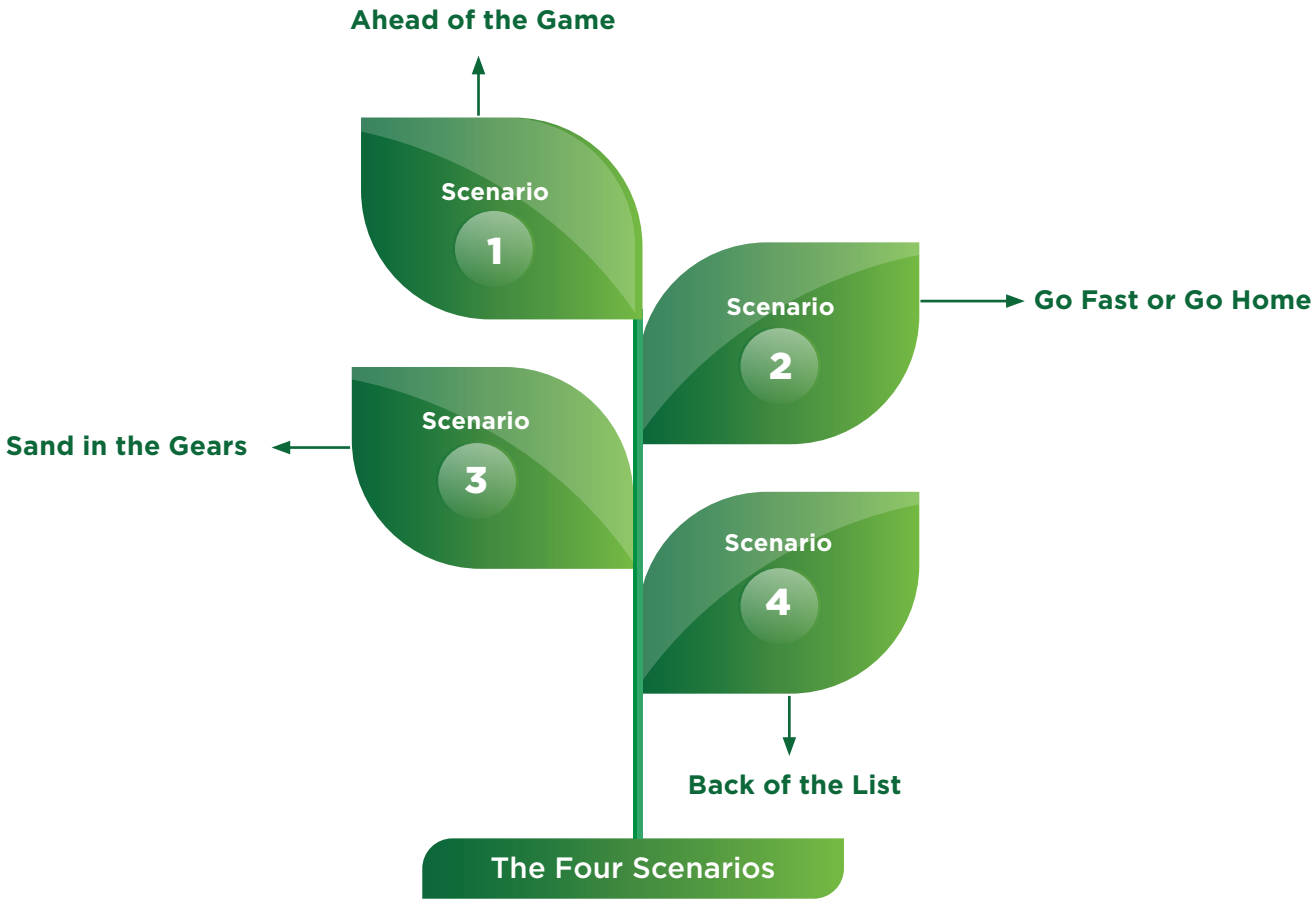 Ahead of the Game
Scenario
1
Scenario
2
Go Fast or Go Home
Scenario
3
Sand in the Gears
Scenario
4
Back of the List
The Four Scenarios